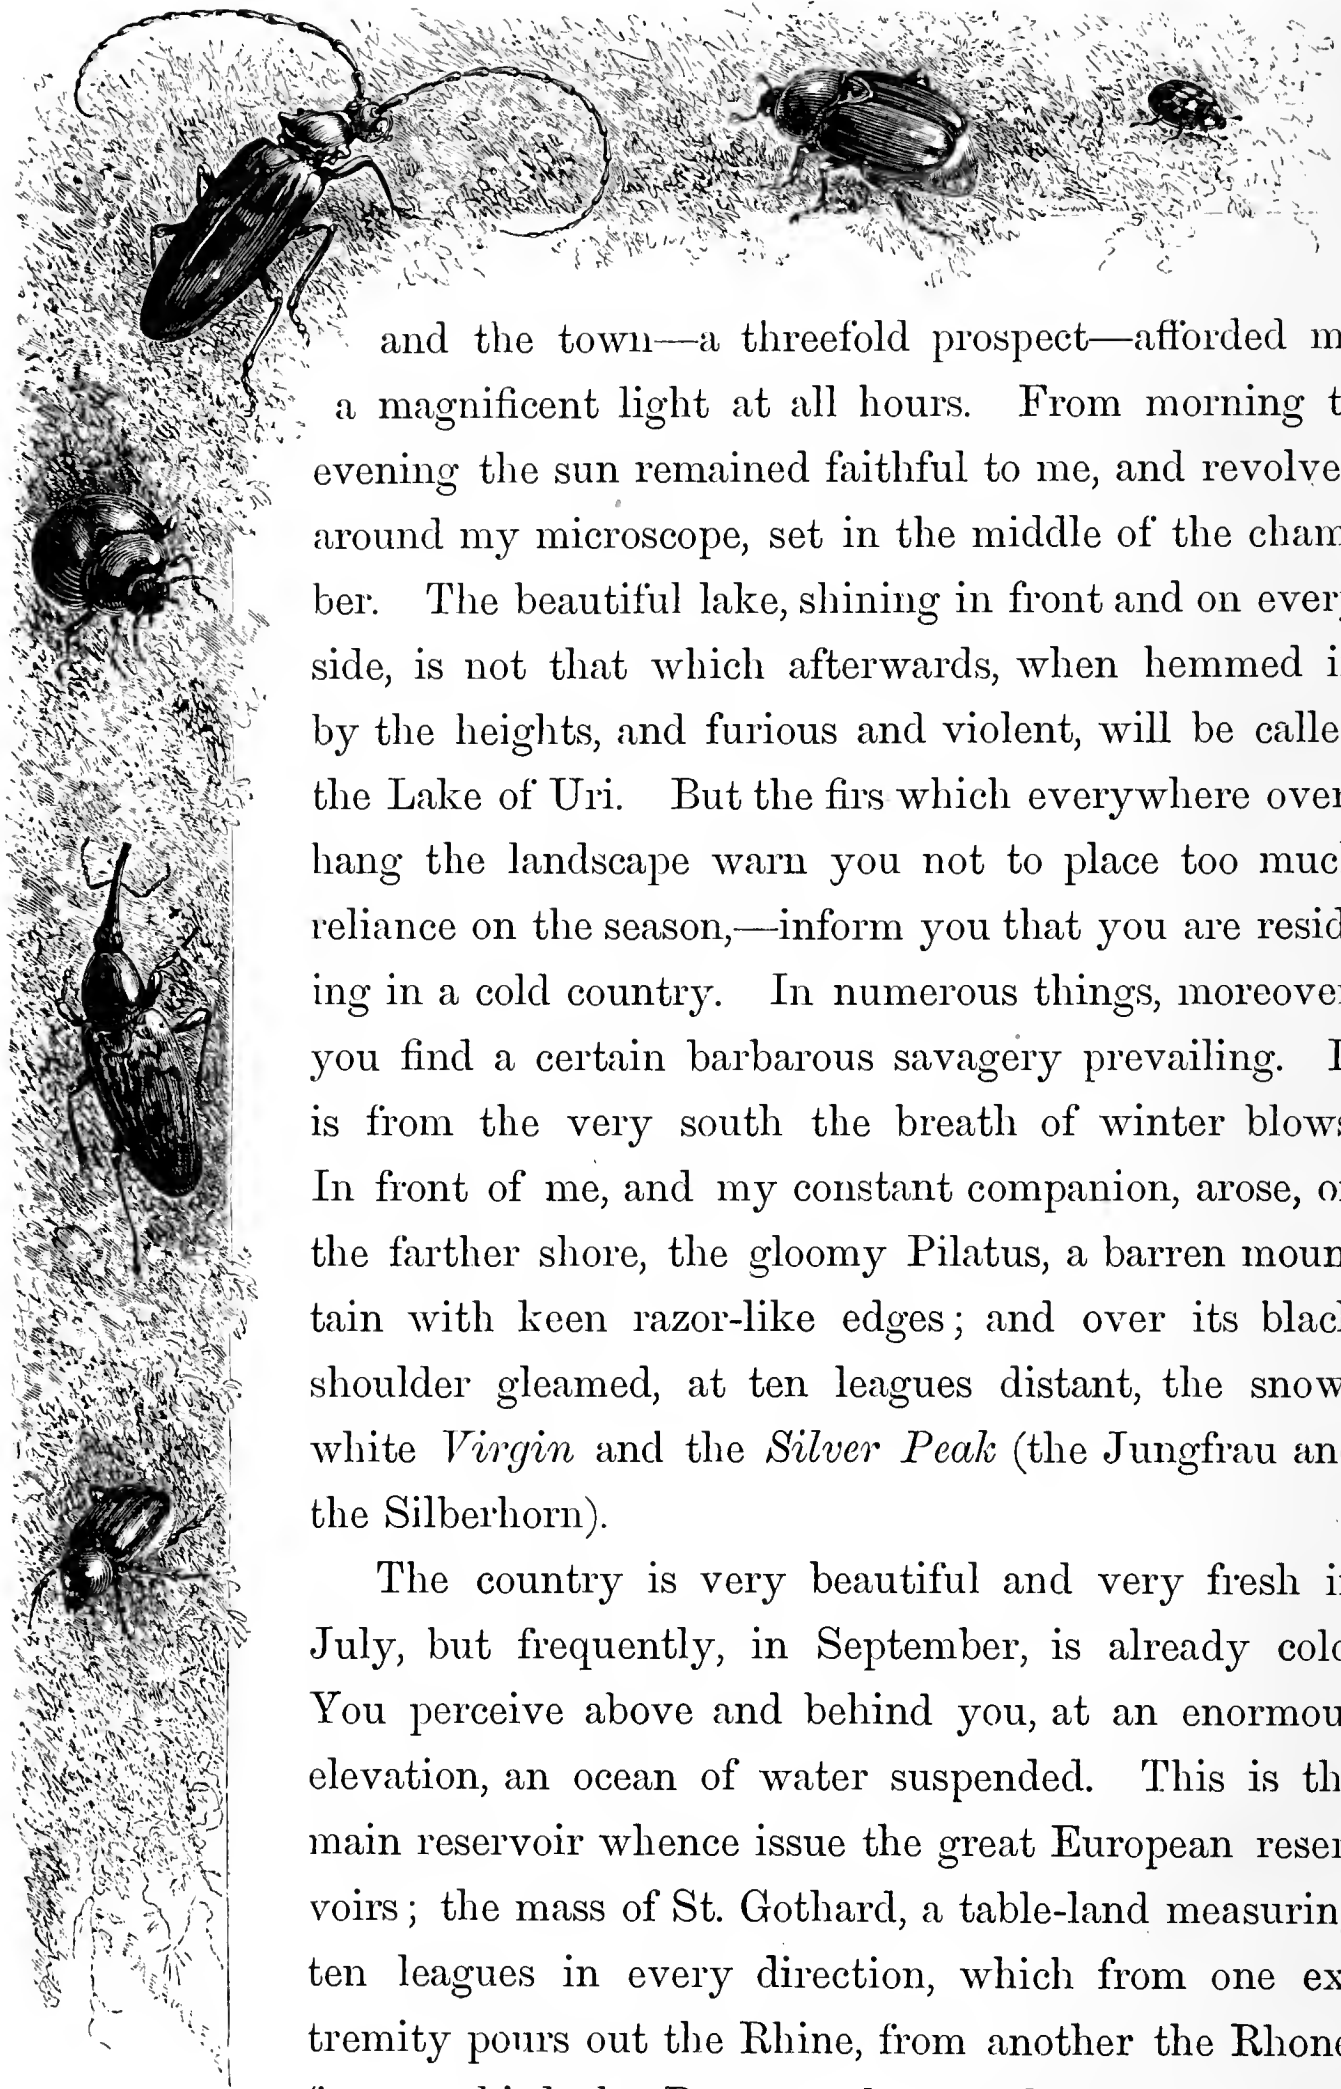 and the town—a threefold prospect—afforded m
a magnificent light at all hours. From morning t
evening the sun remained faithful to me, and revolve
around my microscope, set in the middle of the cham
ber. The beautiful lake, shining in front and on every
side, is not that which afterwards, when hemmed i
by the heights, and furious and violent, will be calle
the Lake of Uri. But the firs which everywhere over
hang the landscape warn you not to place too muc
reliance on the season,—inform you that you are resid
ing in a cold country. In numerous things, moreover
you find a certain barbarous savagery prevailing. I
is from the very south the breath of winter blows
In front of me, and my constant companion, arose, on
the farther shore, the gloomy Pilatus, a barren moun
tain with keen razor-like edges; and over its blac
shoulder gleamed, at ten leagues distant, the snow
white Virgin and the Silver Peak (the Jungfrau an
the Silberhorn).
The country is very beautiful and very fresh i
July, but frequently, in September, is already cold
You perceive above and behind you, at an enormou
elevation, an ocean of water suspended. This is th
main reservoir whence issue the great European reser
voirs; the mass of St. Gothard, a table-land measurin
ten leagues in every direction, which from one ex
tremity pours out the Rhine, from another the Rhone